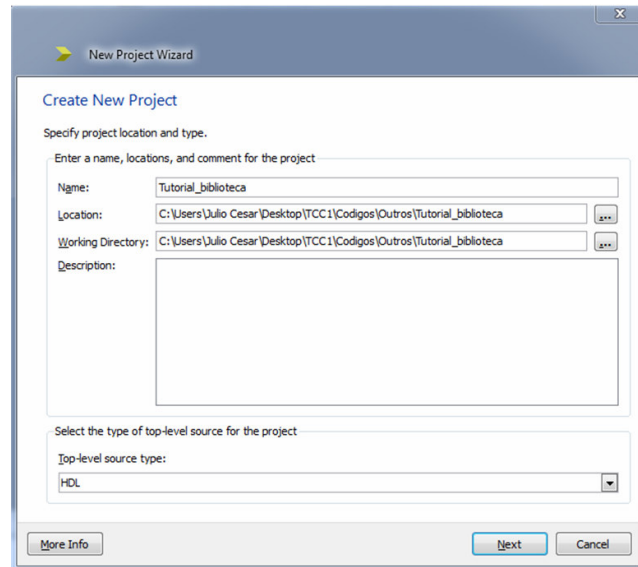 New Project Wizard
Create New Project
Specify project location and type.
Enter a name, locations, and comment for the project
Name: Tutorial_biblioteca
Location: C:\Users\Julio Cesar\Desktop\TCC1\Codigos\Outros\Tutorial_biblioteca ...
Working Directory: C:\Users\Julio Cesar\Desktop\TCC1\Codigos\Outros\Tutorial_biblioteca ...
Description:
Select the type of top-level source for the project
Top-level source type:
HDL
More Info Next Cancel